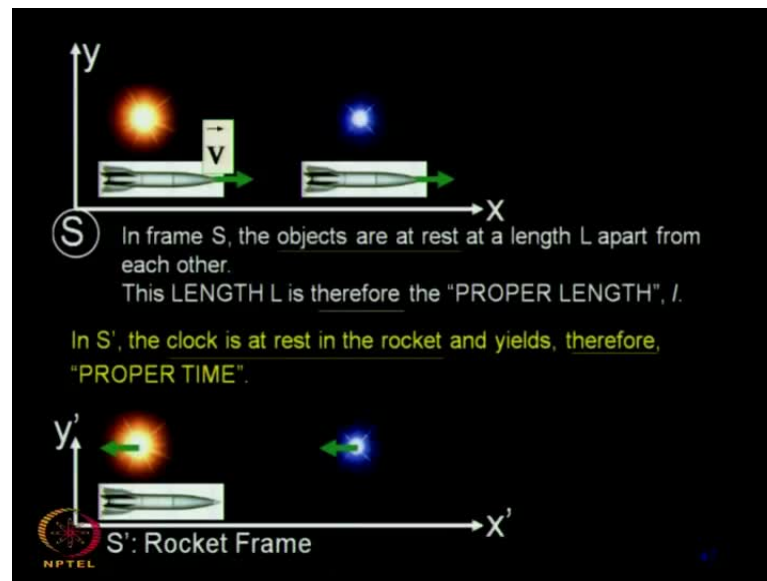 y
V
x
S
In frame S, the objects are at rest at a length L apart from
each other.
This LENGTH L is therefore the “PROPER LENGTH”, l.
In S’, the clock is at rest in the rocket and yields, therefore,
“PROPER TIME”.
y’
x’
S’: Rocket Frame
NPTEL